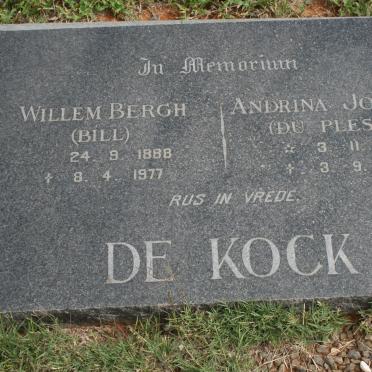 In Memorium
WILLEM BERGH
(BILL)
24. 9. 1888
† 8. 4. 1977
ANDRINA JO
(DU PLES
☆ 3. 11.
† 3. 9.
RUS IN VREDE.
DE KOCK